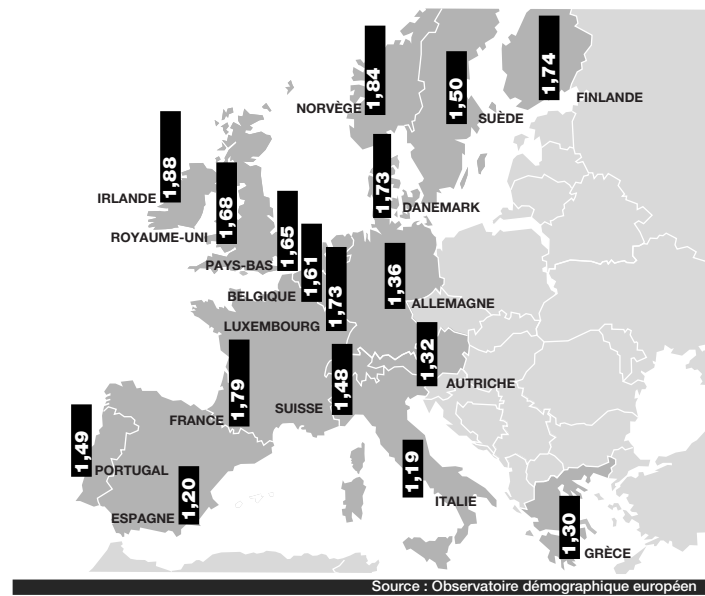 1,84
NORVÈGE
1,50
SUÈDE
1,74
FINLANDE
1,88
IRLANDE
1,68
ROYAUME-UNI
1,73
DANEMARK
1,65
PAYS-BAS
1,61
BELGIQUE
1,73
LUXEMBOURG
1,36
ALLEMAGNE
1,32
AUTRICHE
1,79
FRANCE
1,48
SUISSE
1,49
PORTUGAL
1,20
ESPAGNE
1,19
ITALIE
1,30
GRÈCE
Source : Observatoire démographique européen